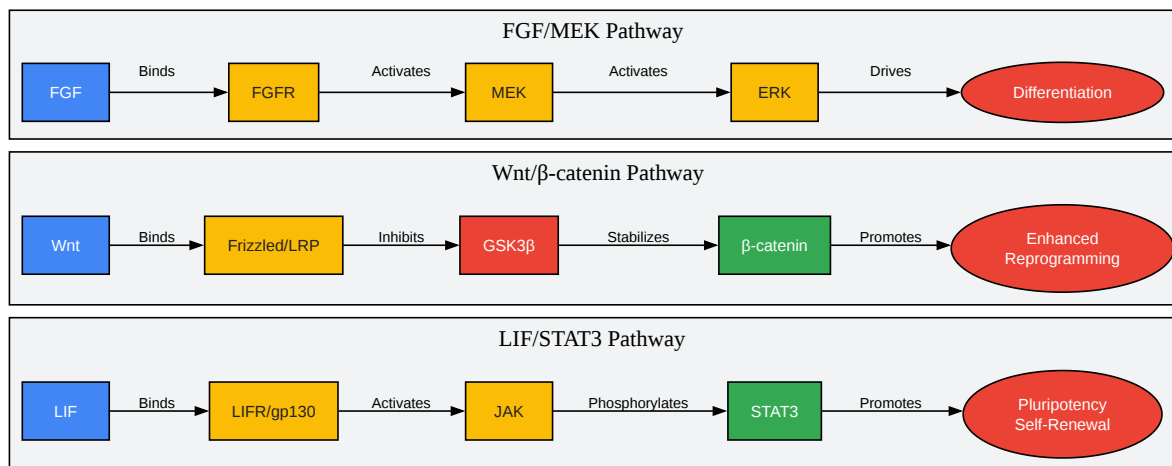 FGF/MEK Pathway
Binds Activates Activates Drives
FGF FGFR MEK ERK Differentiation
Wnt/β-catenin Pathway
Wnt Binds Frizzled/LRP Inhibits GSK3β Stabilizes β-catenin Promotes Enhanced
Reprogramming
LIF/STAT3 Pathway
LIF Binds LIFR/gp130 Activates JAK Phosphorylates STAT3 Promotes Pluripotency
Self-Renewal